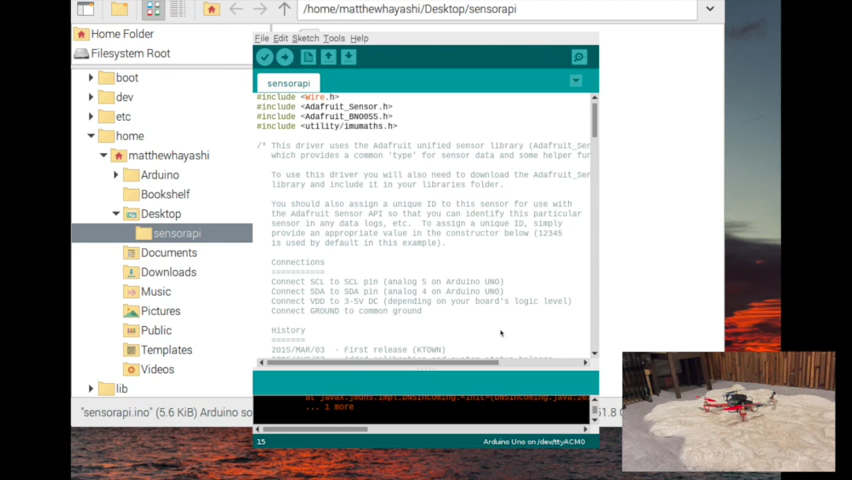 /home/matthewhayashi/Desktop/sensorapi
Home Folder
Filesystem Root
boot
dev
etc
home
matthewhayashi
Arduino
Bookshelf
Desktop
sensorapi
Documents
Downloads
Music
Pictures
Public
Templates
Videos
lib
"sensorapi.ino" (5.6 KiB) Arduino so
51.8 G
File Edit Sketch Tools Help
sensorapi
#include <Wire.h>
#include <Adafruit_Sensor.h>
#include <Adafruit_BNO055.h>
#include <utility/imumaths.h>
/* This driver uses the Adafruit unified sensor library (Adafruit_Sen
which provides a common 'type' for sensor data and some helper fun
To use this driver you will also need to download the Adafruit_Sen
library and include it in your libraries folder.
You should also assign a unique ID to this sensor for use with
the Adafruit Sensor API so that you can identify this particular
sensor in any data logs, etc.  To assign a unique ID, simply
provide an appropriate value in the constructor below (12345
is used by default in this example).
Connections
===========
Connect SCL to SCL pin (analog 5 on Arduino UNO)
Connect SDA to SDA pin (analog 4 on Arduino UNO)
Connect VDD to 3-5V DC (depending on your board's logic level)
Connect GROUND to common ground
History
=======
2015/MAR/03  - First release (KTOWN)
... 1 more
15
Arduino Uno on /dev/ttyACM0